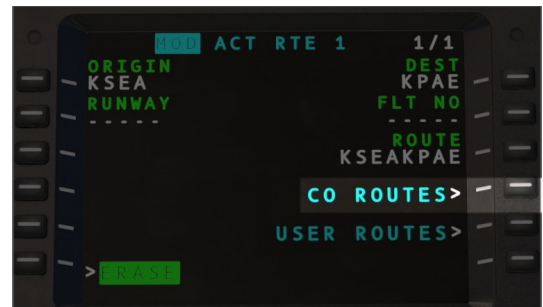 MOD ACT RTE 1 1/1
ORIGIN DEST
KSEA KPAE
RUNWAY FLT NO
----- -----
ROUTE
KSEAKPAE
CO ROUTES>
USER ROUTES>
>ERASE